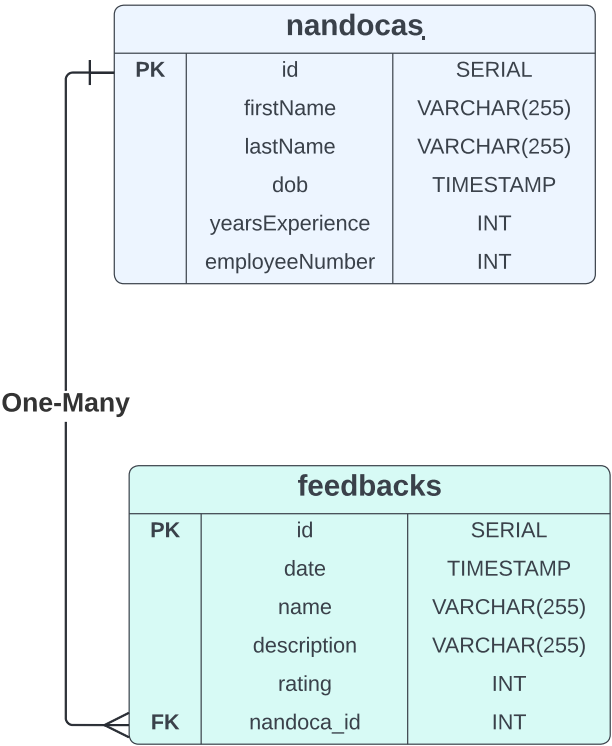 nandocas
PK id SERIAL
firstName VARCHAR(255)
lastName VARCHAR(255)
dob TIMESTAMP
yearsExperience INT
employeeNumber INT
One-Many
feedbacks
PK id SERIAL
date TIMESTAMP
name VARCHAR(255)
description VARCHAR(255)
rating INT
FK nandoca_id INT